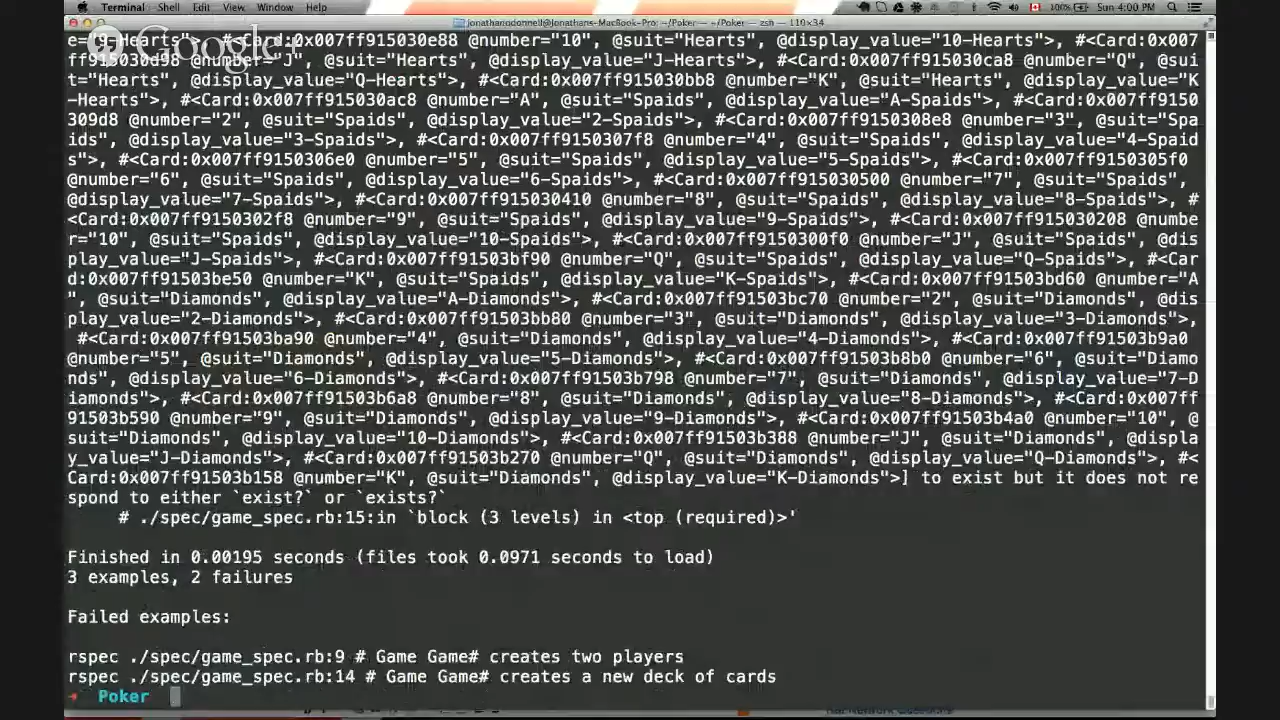 Terminal Shell Edit View Window Help 100% Sun 4:00 PM
jonathanodonnell@Jonathans-MacBook-Pro: ~/Poker — ~/Poker — zsh — 110×34
Google+
e="9-Hearts">, #<Card:0x007ff915030e88 @number="10", @suit="Hearts", @display_value="10-Hearts">, #<Card:0x007
ff915030d98 @number="J", @suit="Hearts", @display_value="J-Hearts">, #<Card:0x007ff915030ca8 @number="Q", @sui
t="Hearts", @display_value="Q-Hearts">, #<Card:0x007ff915030bb8 @number="K", @suit="Hearts", @display_value="K
-Hearts">, #<Card:0x007ff915030ac8 @number="A", @suit="Spaids", @display_value="A-Spaids">, #<Card:0x007ff9150
309d8 @number="2", @suit="Spaids", @display_value="2-Spaids">, #<Card:0x007ff9150308e8 @number="3", @suit="Spa
ids", @display_value="3-Spaids">, #<Card:0x007ff9150307f8 @number="4", @suit="Spaids", @display_value="4-Spaid
s">, #<Card:0x007ff9150306e0 @number="5", @suit="Spaids", @display_value="5-Spaids">, #<Card:0x007ff9150305f0
@number="6", @suit="Spaids", @display_value="6-Spaids">, #<Card:0x007ff915030500 @number="7", @suit="Spaids",
@display_value="7-Spaids">, #<Card:0x007ff915030410 @number="8", @suit="Spaids", @display_value="8-Spaids">, #
<Card:0x007ff9150302f8 @number="9", @suit="Spaids", @display_value="9-Spaids">, #<Card:0x007ff915030208 @numbe
r="10", @suit="Spaids", @display_value="10-Spaids">, #<Card:0x007ff9150300f0 @number="J", @suit="Spaids", @dis
play_value="J-Spaids">, #<Card:0x007ff91503bf90 @number="Q", @suit="Spaids", @display_value="Q-Spaids">, #<Car
d:0x007ff91503be50 @number="K", @suit="Spaids", @display_value="K-Spaids">, #<Card:0x007ff91503bd60 @number="A
", @suit="Diamonds", @display_value="A-Diamonds">, #<Card:0x007ff91503bc70 @number="2", @suit="Diamonds", @dis
play_value="2-Diamonds">, #<Card:0x007ff91503bb80 @number="3", @suit="Diamonds", @display_value="3-Diamonds">,
#<Card:0x007ff91503ba90 @number="4", @suit="Diamonds", @display_value="4-Diamonds">, #<Card:0x007ff91503b9a0
@number="5", @suit="Diamonds", @display_value="5-Diamonds">, #<Card:0x007ff91503b8b0 @number="6", @suit="Diamo
nds", @display_value="6-Diamonds">, #<Card:0x007ff91503b798 @number="7", @suit="Diamonds", @display_value="7-D
iamonds">, #<Card:0x007ff91503b6a8 @number="8", @suit="Diamonds", @display_value="8-Diamonds">, #<Card:0x007ff
91503b590 @number="9", @suit="Diamonds", @display_value="9-Diamonds">, #<Card:0x007ff91503b4a0 @number="10", @
suit="Diamonds", @display_value="10-Diamonds">, #<Card:0x007ff91503b388 @number="J", @suit="Diamonds", @displa
y_value="J-Diamonds">, #<Card:0x007ff91503b270 @number="Q", @suit="Diamonds", @display_value="Q-Diamonds">, #<
Card:0x007ff91503b158 @number="K", @suit="Diamonds", @display_value="K-Diamonds">] to exist but it does not re
spond to either `exist?` or `exists?`
# ./spec/game_spec.rb:15:in `block (3 levels) in <top (required)>'
Finished in 0.00195 seconds (files took 0.0971 seconds to load)
3 examples, 2 failures
Failed examples:
rspec ./spec/game_spec.rb:9 # Game Game# creates two players
rspec ./spec/game_spec.rb:14 # Game Game# creates a new deck of cards
➜ Poker